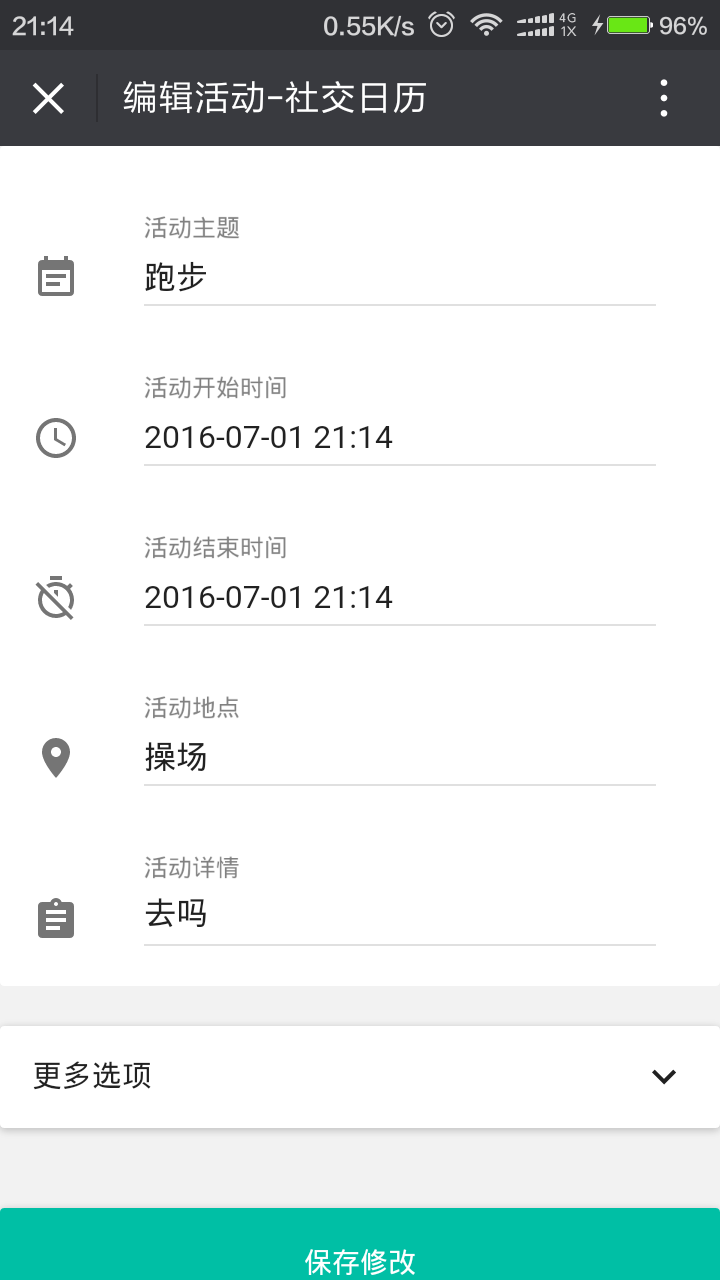 21:14 0.55K/s 4G 1X 96%
编辑活动-社交日历
活动主题
跑步
活动开始时间
2016-07-01 21:14
活动结束时间
2016-07-01 21:14
活动地点
操场
活动详情
去吗
更多选项
保存修改